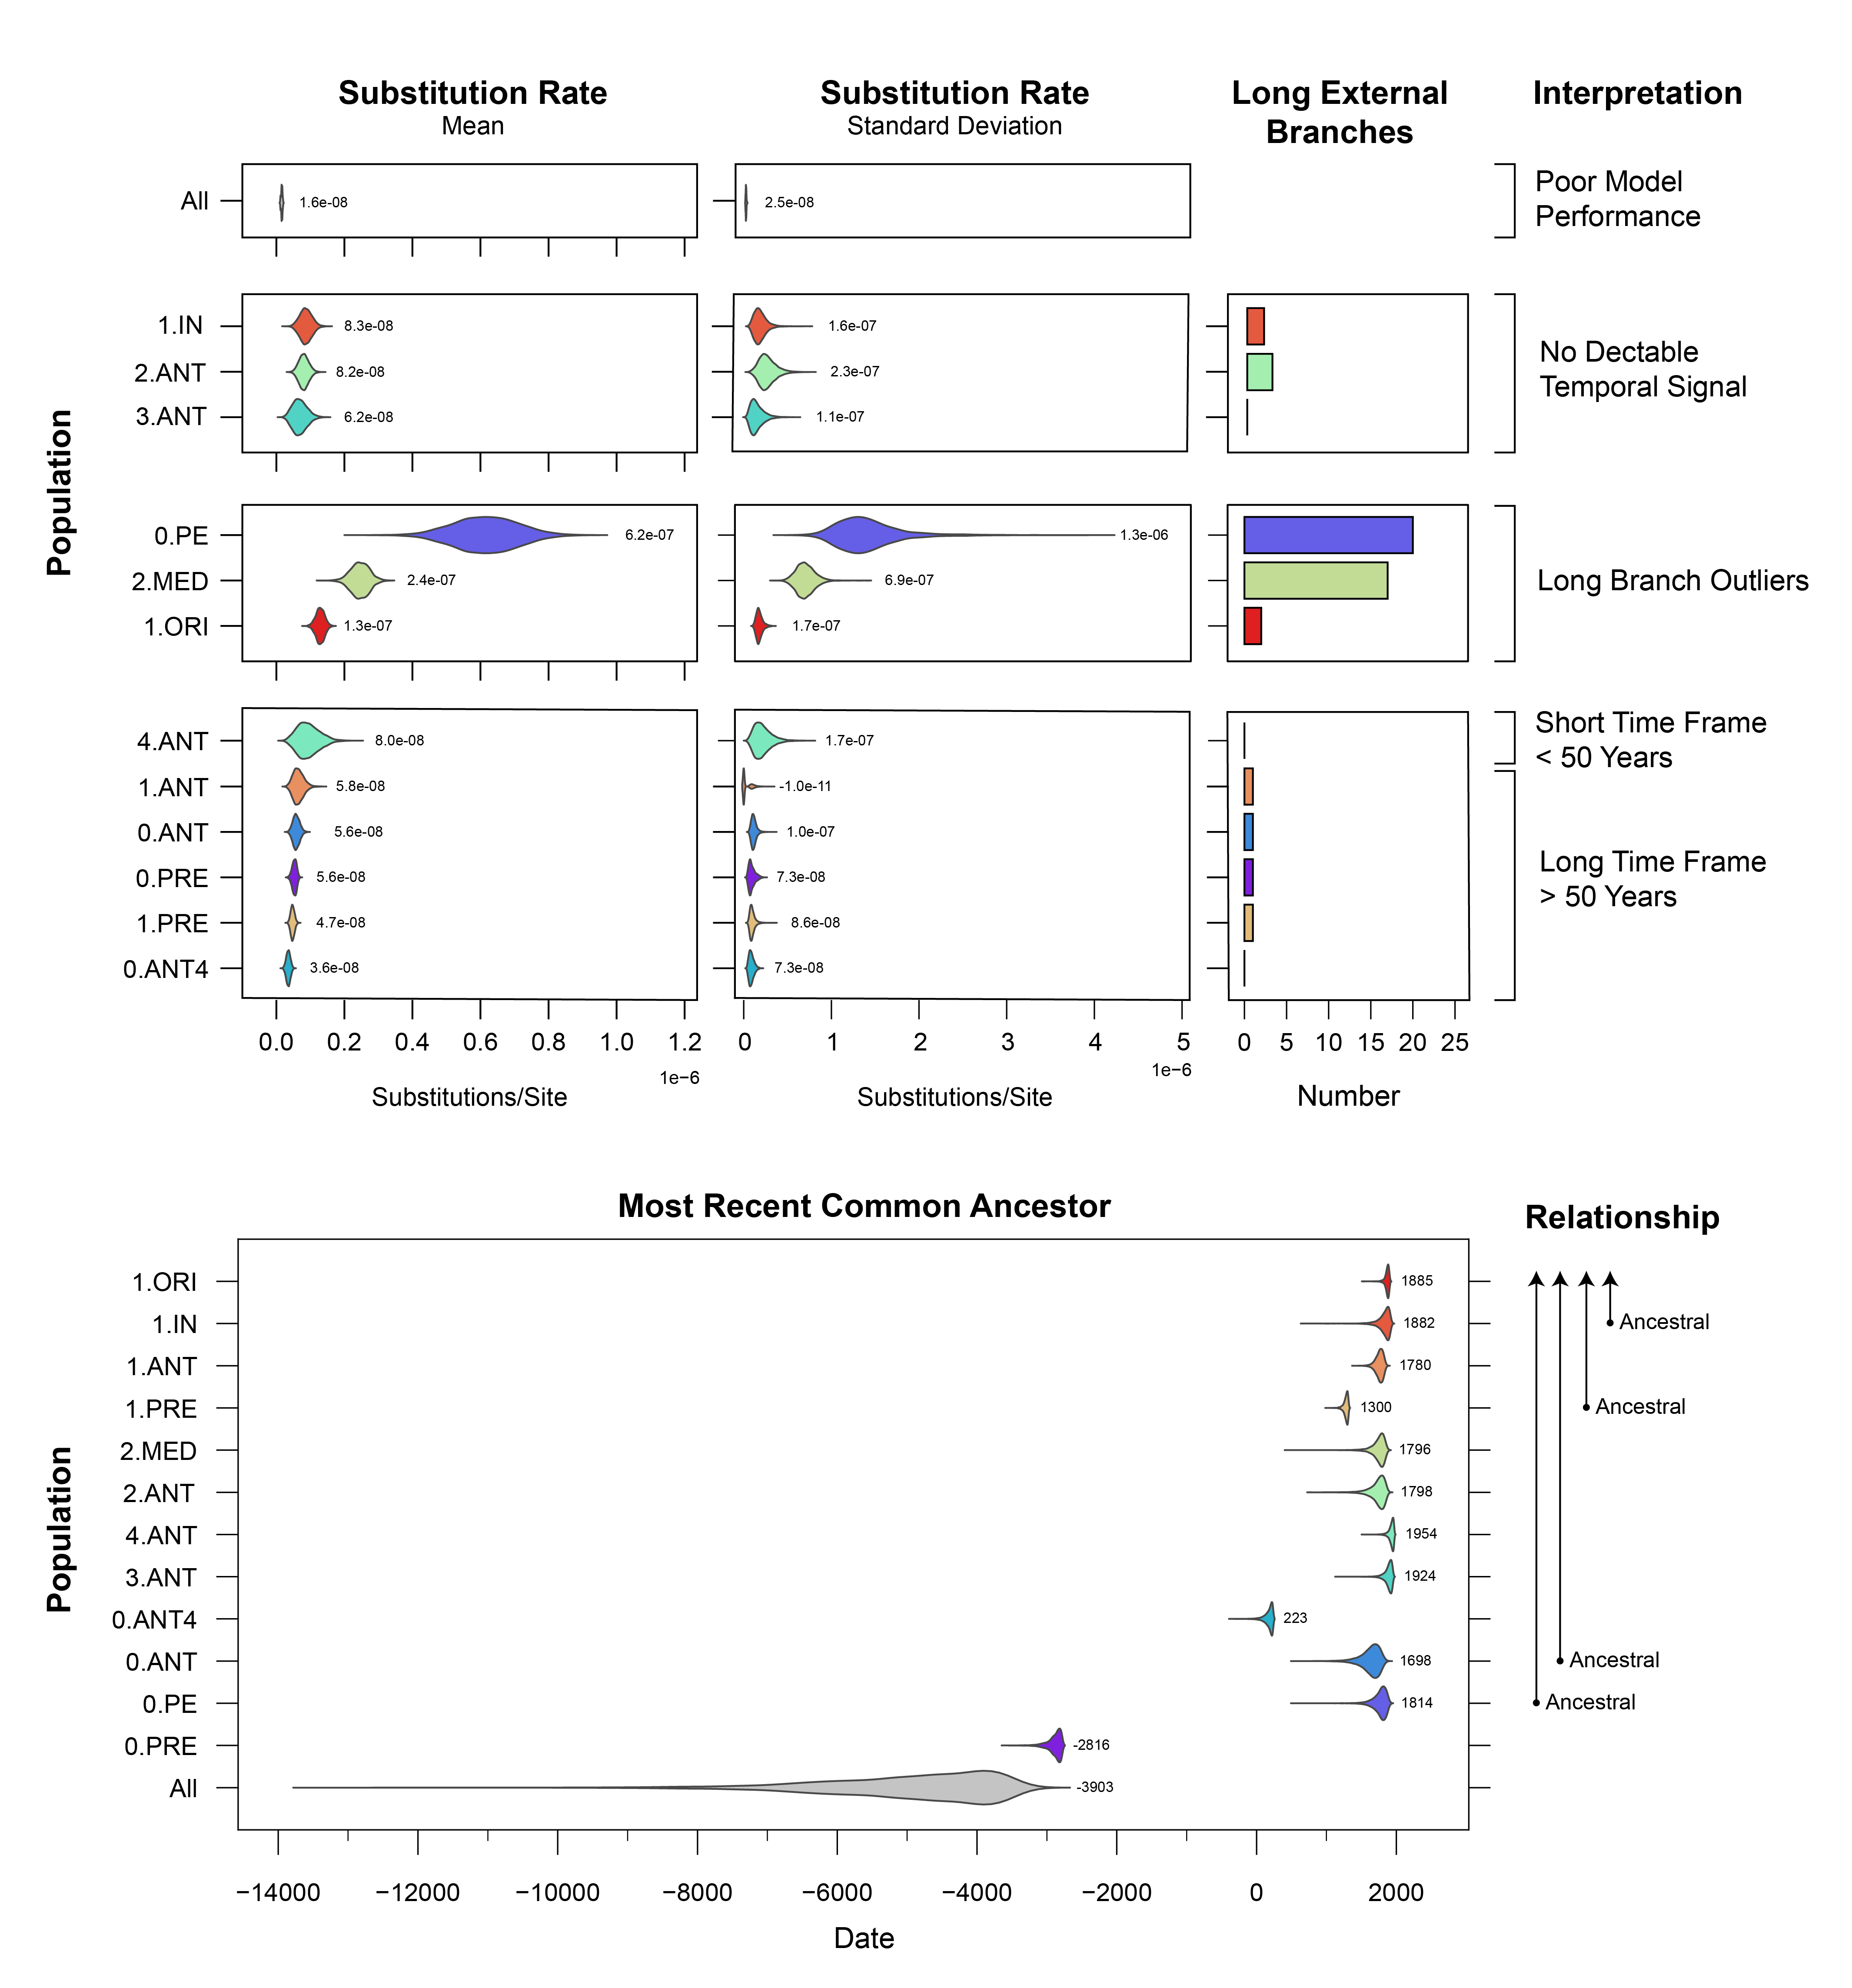 Substitution Rate
Mean
Substitution Rate
Standard Deviation
Long External
Branches
Interpretation
Population
All
1.6e-08
2.5e-08
Poor Model
Performance
1.IN
8.3e-08
1.6e-07
2.ANT
8.2e-08
2.3e-07
3.ANT
6.2e-08
1.1e-07
No Dectable
Temporal Signal
0.PE
6.2e-07
1.3e-06
2.MED
2.4e-07
6.9e-07
1.ORI
1.3e-07
1.7e-07
Long Branch Outliers
4.ANT
8.0e-08
1.7e-07
Short Time Frame
< 50 Years
1.ANT
5.8e-08
-1.0e-11
0.ANT
5.6e-08
1.0e-07
0.PRE
5.6e-08
7.3e-08
1.PRE
4.7e-08
8.6e-08
0.ANT4
3.6e-08
7.3e-08
Long Time Frame
> 50 Years
0.0 0.2 0.4 0.6 0.8 1.0 1.2
1e−6
Substitutions/Site
0 1 2 3 4 5
1e−6
Substitutions/Site
0 5 10 15 20 25
Number
Most Recent Common Ancestor
Relationship
Population
1.ORI
1885
1.IN
1882
Ancestral
1.ANT
1780
1.PRE
1300
Ancestral
2.MED
1796
2.ANT
1798
4.ANT
1954
3.ANT
1924
0.ANT4
223
0.ANT
1698
Ancestral
0.PE
1814
Ancestral
0.PRE
-2816
All
-3903
−14000 −12000 −10000 −8000 −6000 −4000 −2000 0 2000
Date